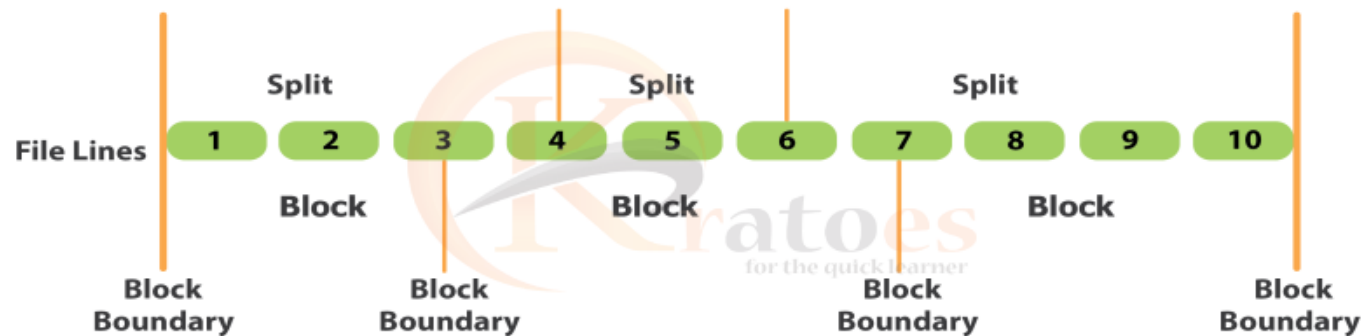 Split Split Split
File Lines 1 2 3 4 5 6 7 8 9 10
Block Block Block
Kratoes
for the quick learner
Block Block Block Block
Boundary Boundary Boundary Boundary